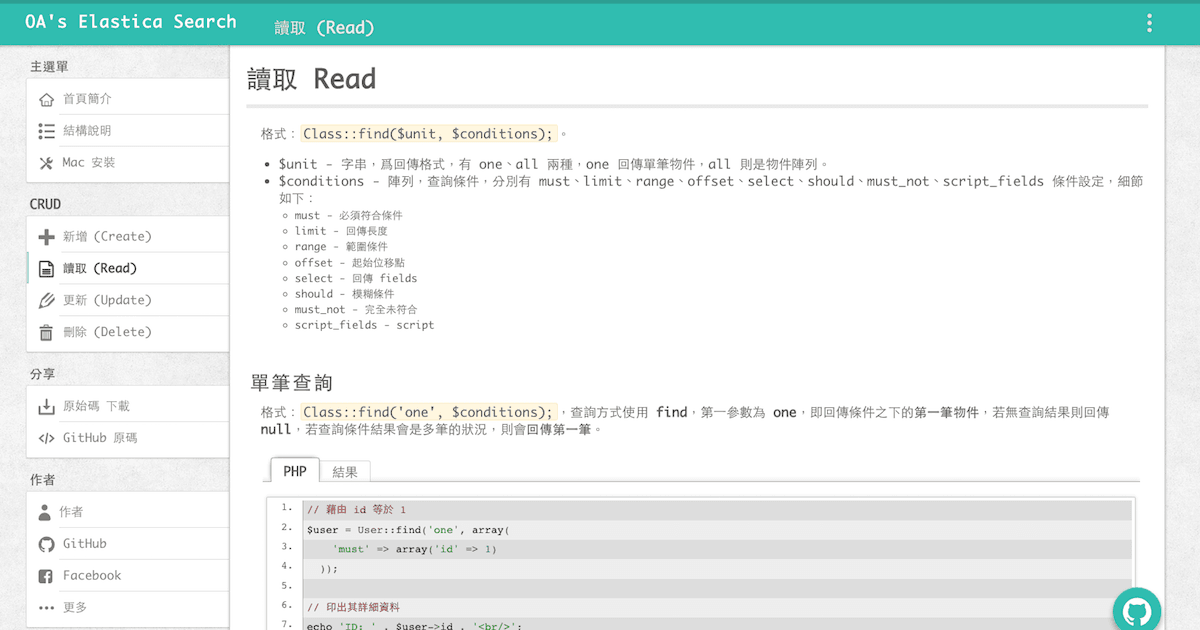 OA's Elastica Search
讀取 (Read)
主選單
首頁簡介
結構說明
Mac 安裝
CRUD
新增 (Create)
讀取 (Read)
更新 (Update)
刪除 (Delete)
分享
原始碼 下載
GitHub 原碼
作者
作者
GitHub
Facebook
更多
讀取 Read
格式：Class::find($unit, $conditions);。
$unit - 字串，為回傳格式，有 one、all 兩種，one 回傳單筆物件，all 則是物件陣列。
$conditions - 陣列，查詢條件，分別有 must、limit、range、offset、select、should、must_not、script_fields 條件設定，細節
如下：
must - 必須符合條件
limit - 回傳長度
range - 範圍條件
offset - 起始位移點
select - 回傳 fields
should - 模糊條件
must_not - 完全未符合
script_fields - script
單筆查詢
格式：Class::find('one', $conditions);，查詢方式使用 find，第一參數為 one，即回傳條件之下的第一筆物件，若無查詢結果則回傳
null，若查詢條件結果會是多筆的狀況，則會回傳第一筆。
PHP
結果
1. // 藉由 id 等於 1
2. $user = User::find('one', array(
3. 'must' => array('id' => 1)
4. ));
5.
6. // 印出其詳細資料
7. echo 'ID: ' . $user->id . '<br/>';